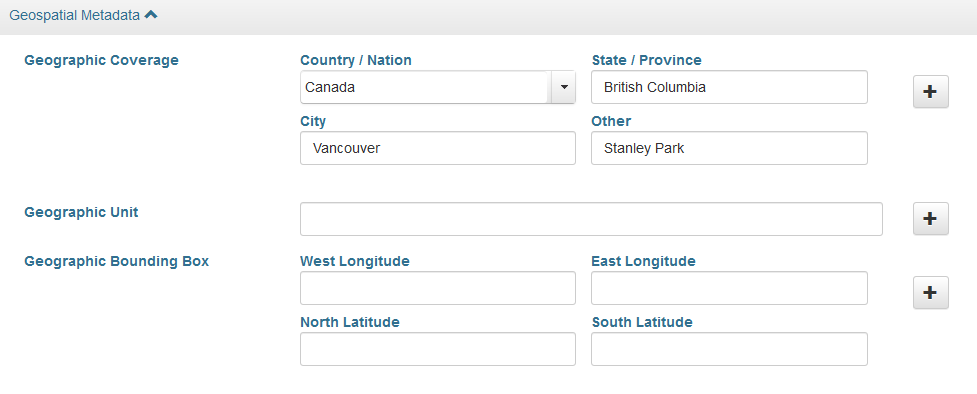 Geospatial Metadata
Geographic Coverage
Country / Nation
State / Province
Canada
British Columbia
City
Other
Vancouver
Stanley Park
Geographic Unit
Geographic Bounding Box
West Longitude
East Longitude
North Latitude
South Latitude